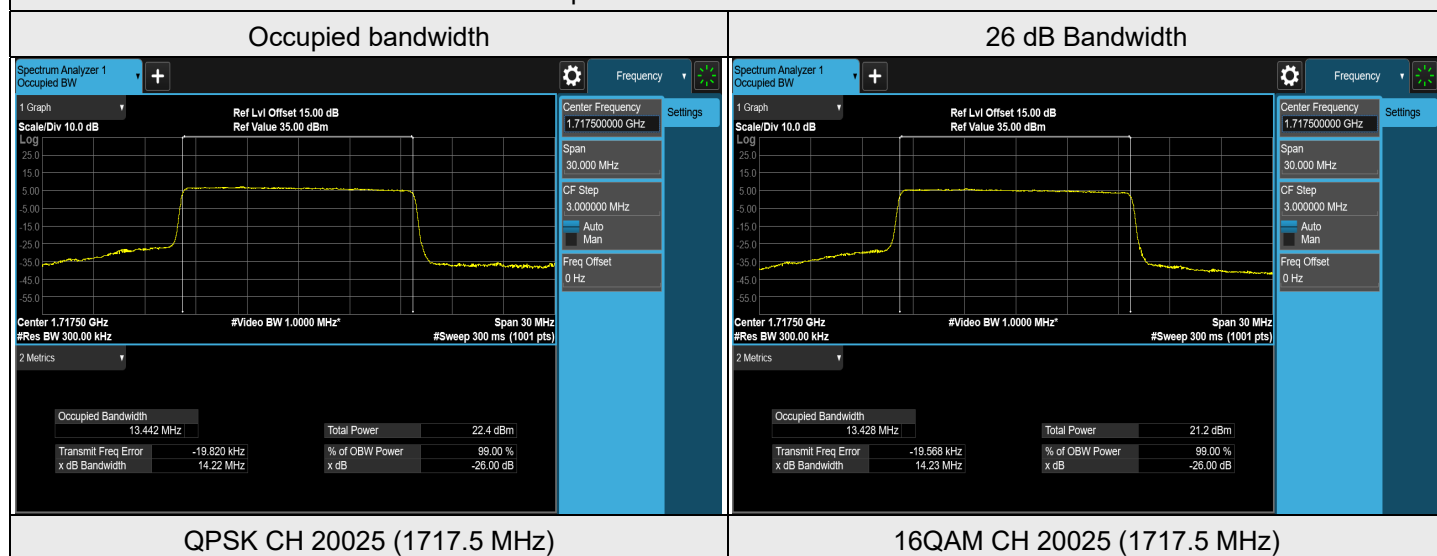 Occupied bandwidth
26 dB Bandwidth
Spectrum Analyzer 1
Occupied BW
+
Frequency
1 Graph
Scale/Div 10.0 dB
Ref Lvl Offset 15.00 dB
Ref Value 35.00 dBm
Log
25.0
15.0
5.00
-5.00
-15.0
-25.0
-35.0
-45.0
-55.0
Center 1.71750 GHz
#Video BW 1.0000 MHz*
Span 30 MHz
#Res BW 300.00 kHz
#Sweep 300 ms (1001 pts)
Center Frequency
1.717500000 GHz
Settings
Span
30.000 MHz
CF Step
3.000000 MHz
Auto
Man
Freq Offset
0 Hz
2 Metrics
Occupied Bandwidth
13.442 MHz
Total Power 22.4 dBm
Transmit Freq Error -19.820 kHz
% of OBW Power 99.00 %
x dB Bandwidth 14.22 MHz
x dB -26.00 dB
Spectrum Analyzer 1
Occupied BW
+
Frequency
1 Graph
Scale/Div 10.0 dB
Ref Lvl Offset 15.00 dB
Ref Value 35.00 dBm
Log
25.0
15.0
5.00
-5.00
-15.0
-25.0
-35.0
-45.0
-55.0
Center 1.71750 GHz
#Video BW 1.0000 MHz*
Span 30 MHz
#Res BW 300.00 kHz
#Sweep 300 ms (1001 pts)
Center Frequency
1.717500000 GHz
Settings
Span
30.000 MHz
CF Step
3.000000 MHz
Auto
Man
Freq Offset
0 Hz
2 Metrics
Occupied Bandwidth
13.428 MHz
Total Power 21.2 dBm
Transmit Freq Error -19.568 kHz
% of OBW Power 99.00 %
x dB Bandwidth 14.23 MHz
x dB -26.00 dB
QPSK CH 20025 (1717.5 MHz)
16QAM CH 20025 (1717.5 MHz)